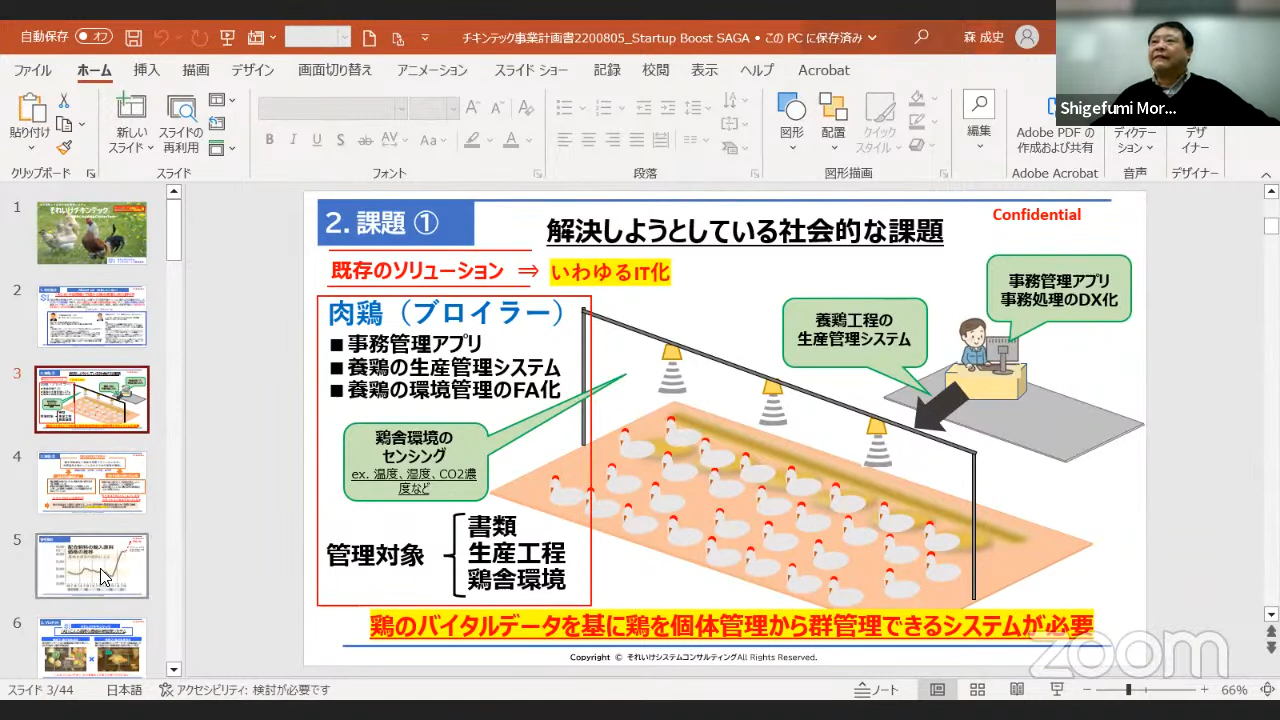 自動保存 オフ
チキンテック事業計画書2200805_Startup Boost SAGA • この PC に保存済み
森 成史
Shigefumi Mor...
ファイル ホーム 挿入 描画 デザイン 画面切り替え アニメーション スライド ショー 記録 校閲 表示 ヘルプ Acrobat
貼り付け
新しい
スライド
スライドの
再利用
図形
配置
クイック
スタイル
編集
Adobe PDF の
作成および共有
ディクテー
ション
デザ
イナー
クリップボード
スライド
フォント
段落
図形描画
Adobe Acrobat
音声
デザイナー
1
それいけチキンテック
2
3
4
5
6
2. 課題 ①
解決しようとしている社会的な課題
Confidential
既存のソリューション ⇒ いわゆるIT化
肉鶏(ブロイラー)
■ 事務管理アプリ
■ 養鶏の生産管理システム
■ 養鶏の環境管理のFA化
鶏舎環境の
センシング
ex. 温度、湿度、CO2濃
度など
管理対象
書類
生産工程
鶏舎環境
養鶏工程の
生産管理システム
事務管理アプリ
事務処理のDX化
鶏のバイタルデータを基に鶏を個体管理から群管理できるシステムが必要
Copyright © それいけシステムコンサルティングAll Rights Reserved.
zoom
スライド 3/44 日本語 アクセシビリティ: 検討が必要です
ノート
66%